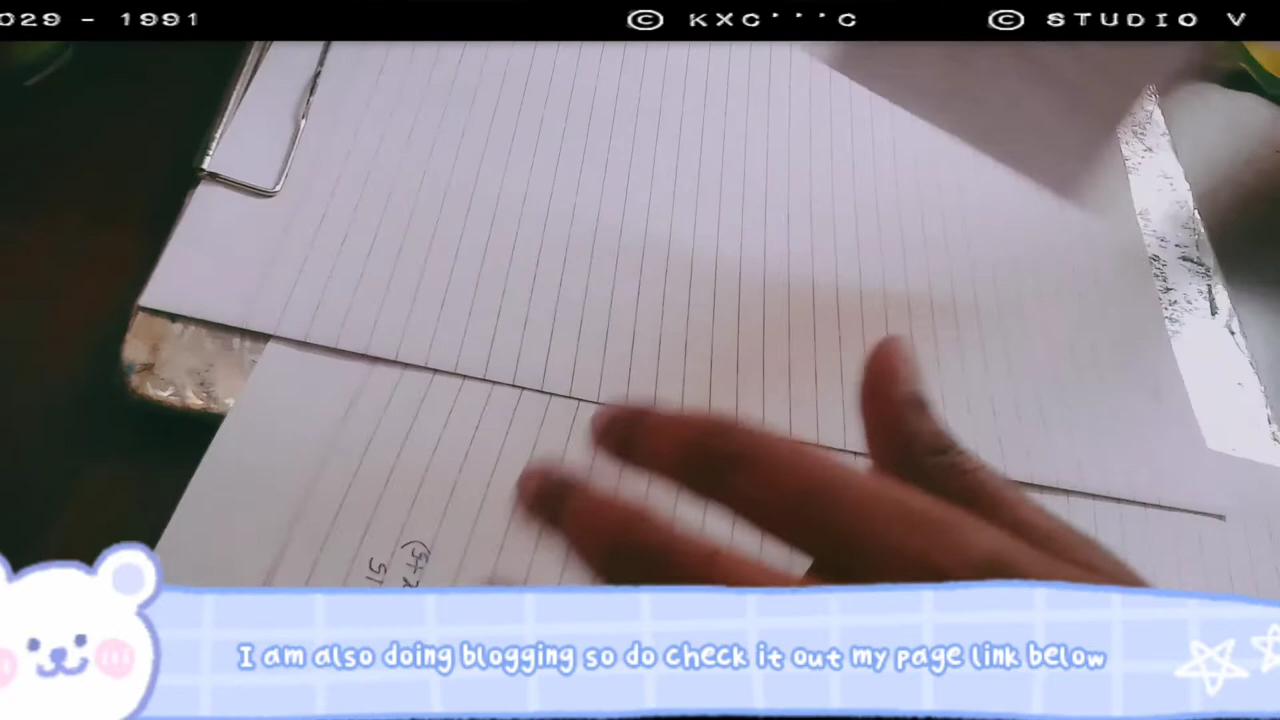 029 - 1991 © KXC···C © STUDIO V
I am also doing blogging so do check it out my page link below